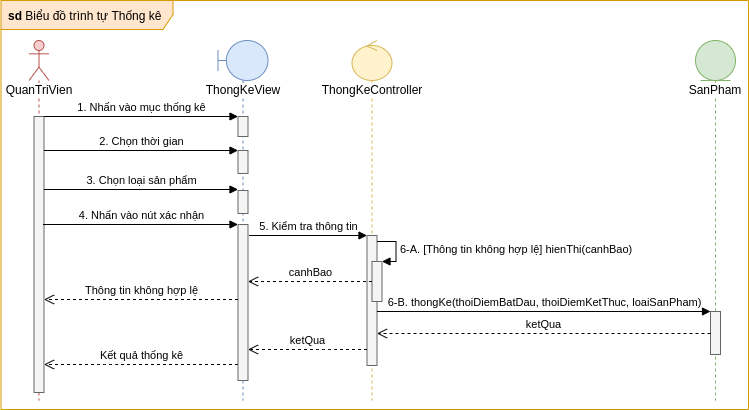 sd Biểu đồ trình tự Thống kê
QuanTriVien
ThongKeView
ThongKeController
SanPham
1. Nhấn vào mục thống kê
2. Chọn thời gian
3. Chọn loại sản phẩm
4. Nhấn vào nút xác nhận
5. Kiểm tra thông tin
6-A. [Thông tin không hợp lệ] hienThi(canhBao)
canhBao
Thông tin không hợp lệ
6-B. thongKe(thoiDiemBatDau, thoiDiemKetThuc, loaiSanPham)
ketQua
ketQua
Kết quả thống kê